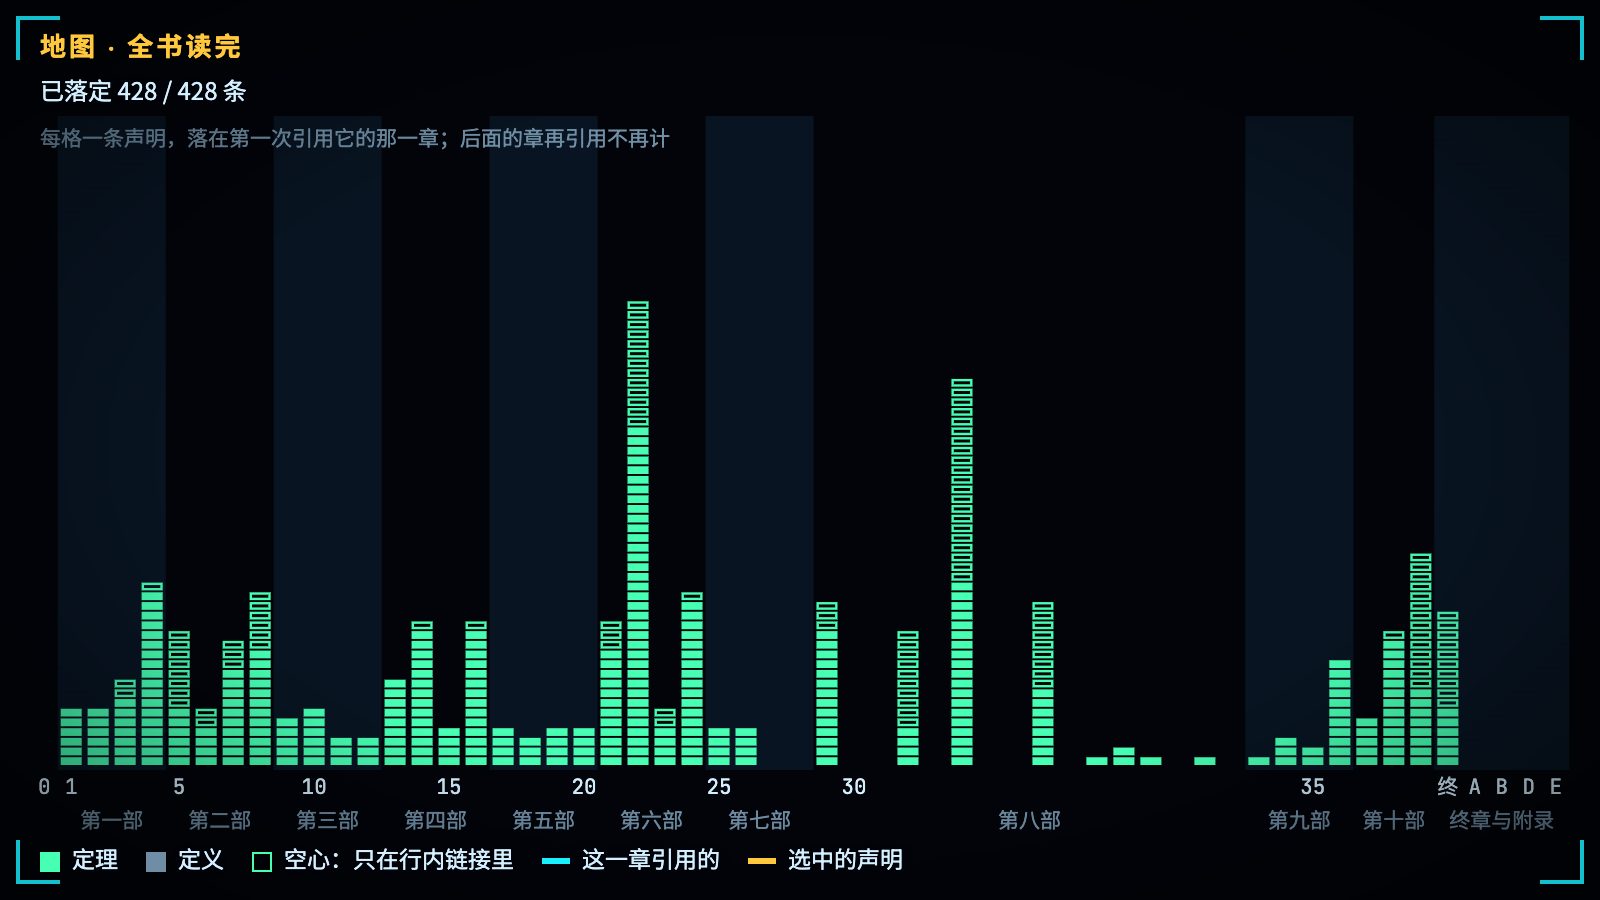 地图 · 全书读完
已落定 428 / 428 条
每格一条声明，落在第一次引用它的那一章；后面的章再引用不再计
0 1 5 10 15 20 25 30 35 终 A B D E
第一部 第二部 第三部 第四部 第五部 第六部 第七部 第八部 第九部 第十部 终章与附录
定理 定义 空心：只在行内链接里 这一章引用的 选中的声明